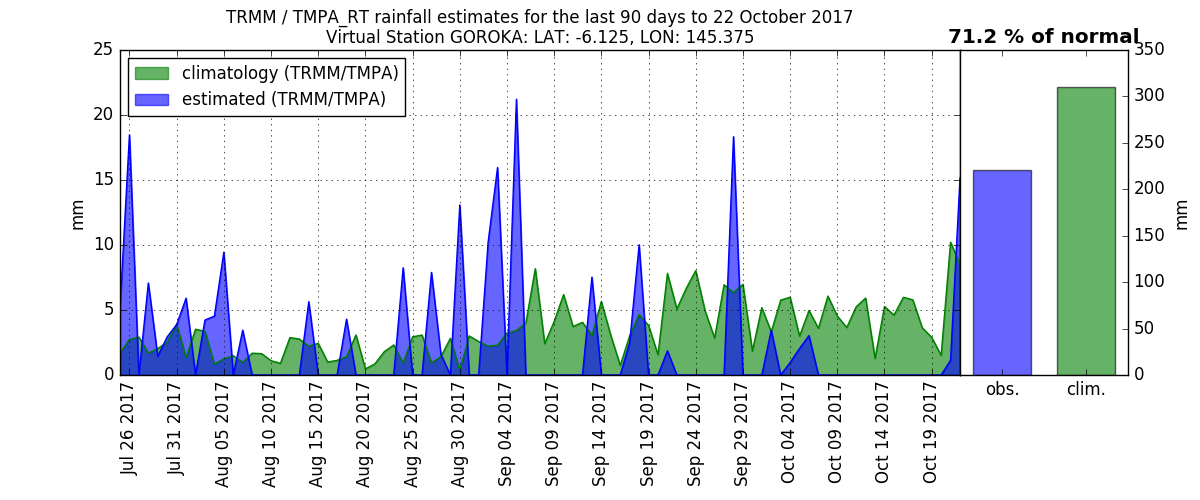 TRMM / TMPA_RT rainfall estimates for the last 90 days to 22 October 2017
Virtual Station GOROKA: LAT: -6.125, LON: 145.375
71.2 % of normal
climatology (TRMM/TMPA)
estimated (TRMM/TMPA)
25
20
15
10
5
0
mm
Jul 26 2017
Jul 31 2017
Aug 05 2017
Aug 10 2017
Aug 15 2017
Aug 20 2017
Aug 25 2017
Aug 30 2017
Sep 04 2017
Sep 09 2017
Sep 14 2017
Sep 19 2017
Sep 24 2017
Sep 29 2017
Oct 04 2017
Oct 09 2017
Oct 14 2017
Oct 19 2017
350
300
250
200
150
100
50
0
mm
obs.
clim.